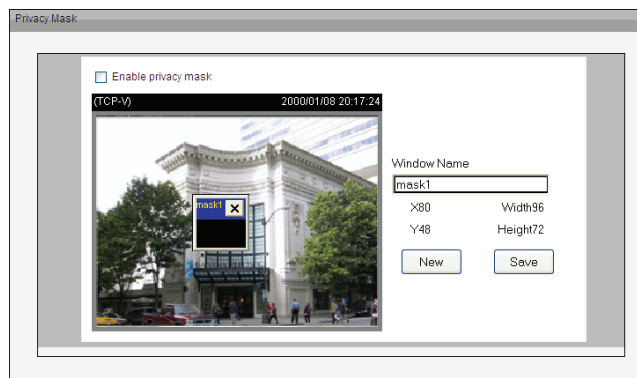 Privacy Mask
Enable privacy mask
(TCP-V) 2000/01/08 20:17:24
mask1
Window Name
mask1
X80 Width96
Y48 Height72
New Save